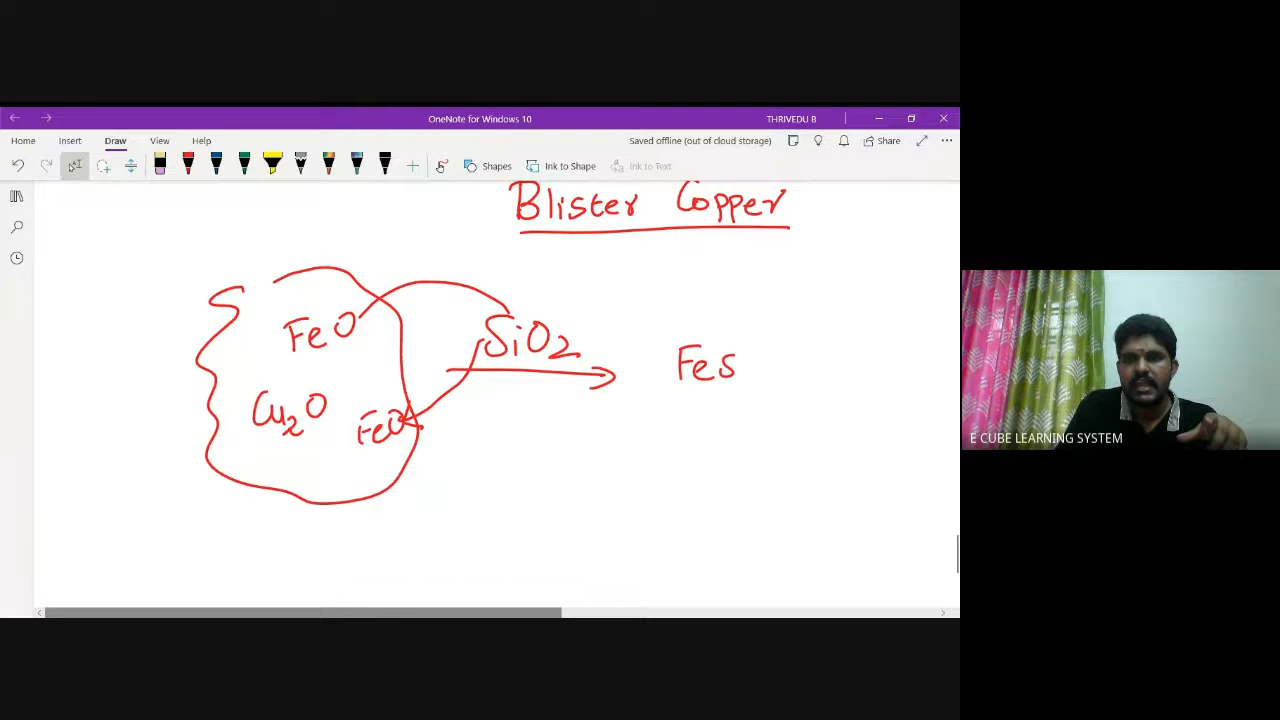 OneNote for Windows 10
THRIVEDU B
Home Insert Draw View Help
Saved offline (out of cloud storage)
Share
Shapes
Ink to Shape
Ink to Text
Blister Copper
FeO
SiO2
Fes
Cu2O
FeO
E CUBE LEARNING SYSTEM